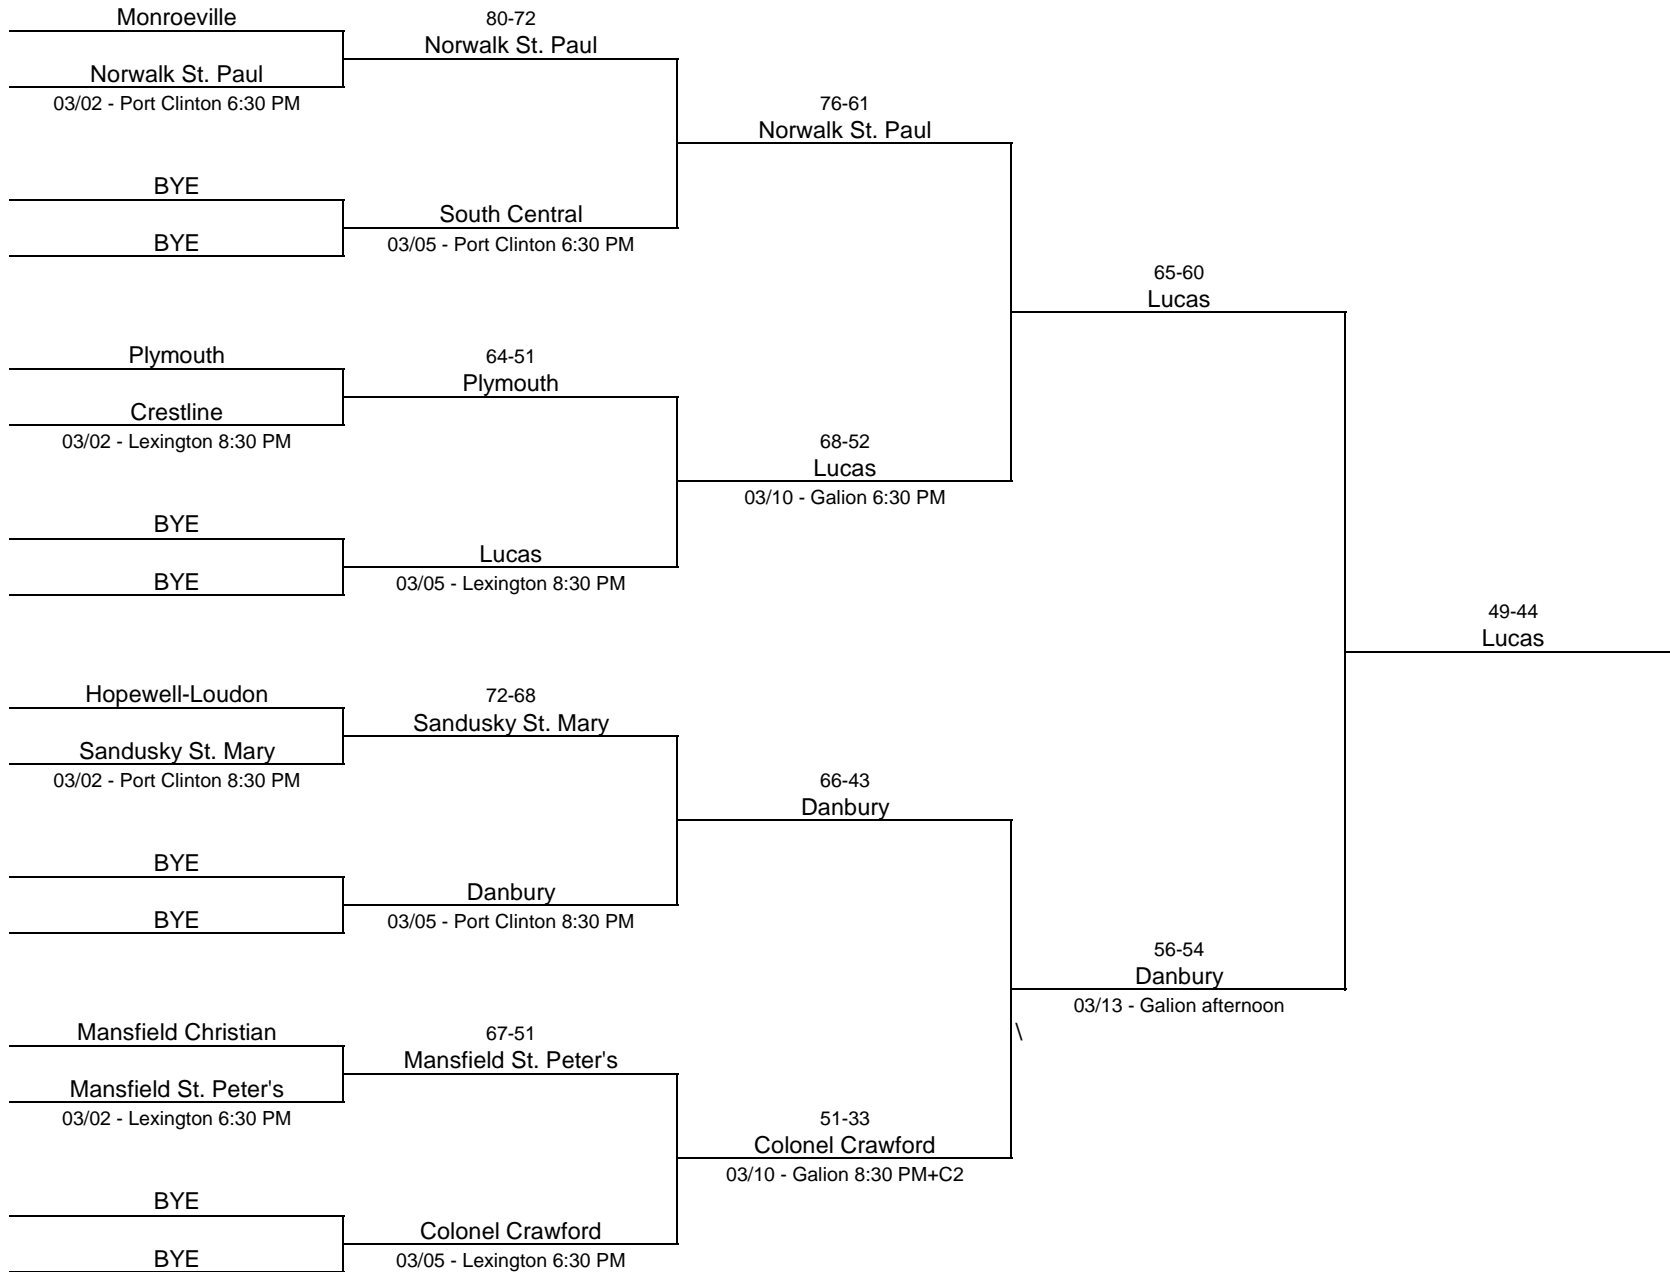 Monroeville
Norwalk St. Paul
03/02 - Port Clinton 6:30 PM
BYE
BYE
Plymouth
Crestline
03/02 - Lexington 8:30 PM
BYE
BYE
Hopewell-Loudon
Sandusky St. Mary
03/02 - Port Clinton 8:30 PM
BYE
BYE
Mansfield Christian
Mansfield St. Peter's
03/02 - Lexington 6:30 PM
BYE
BYE
80-72
Norwalk St. Paul
South Central
03/05 - Port Clinton 6:30 PM
64-51
Plymouth
Lucas
03/05 - Lexington 8:30 PM
72-68
Sandusky St. Mary
Danbury
03/05 - Port Clinton 8:30 PM
67-51
Mansfield St. Peter's
Colonel Crawford
03/05 - Lexington 6:30 PM
76-61
Norwalk St. Paul
68-52
Lucas
03/10 - Galion 6:30 PM
66-43
Danbury
51-33
Colonel Crawford
03/10 - Galion 8:30 PM+C2
65-60
Lucas
56-54
Danbury
03/13 - Galion afternoon
\
49-44
Lucas